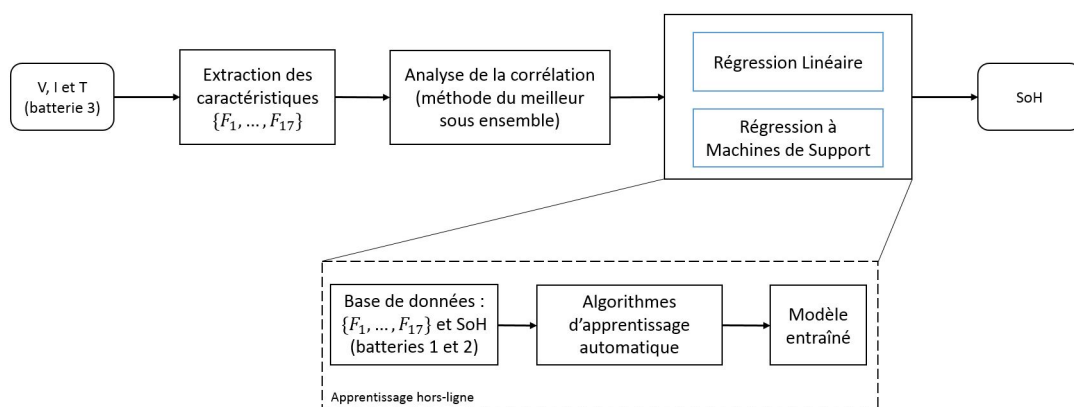 V, I et T
(batterie 3)
Extraction des
caractéristiques
{F₁, ..., F₁₇}
Analyse de la corrélation
(méthode du meilleur
sous ensemble)
Régression Linéaire
Régression à
Machines de Support
SoH
Base de données :
{F₁, ..., F₁₇} et SoH
(batteries 1 et 2)
Algorithmes
d'apprentissage
automatique
Modèle
entraîné
Apprentissage hors-ligne